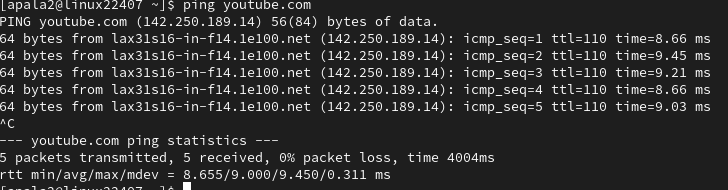 [apala2@linux22407 ~]$ ping youtube.com
PING youtube.com (142.250.189.14) 56(84) bytes of data.
64 bytes from lax31s16-in-f14.1e100.net (142.250.189.14): icmp_seq=1 ttl=110 time=8.66 ms
64 bytes from lax31s16-in-f14.1e100.net (142.250.189.14): icmp_seq=2 ttl=110 time=9.45 ms
64 bytes from lax31s16-in-f14.1e100.net (142.250.189.14): icmp_seq=3 ttl=110 time=9.21 ms
64 bytes from lax31s16-in-f14.1e100.net (142.250.189.14): icmp_seq=4 ttl=110 time=8.66 ms
64 bytes from lax31s16-in-f14.1e100.net (142.250.189.14): icmp_seq=5 ttl=110 time=9.03 ms
^C
--- youtube.com ping statistics ---
5 packets transmitted, 5 received, 0% packet loss, time 4004ms
rtt min/avg/max/mdev = 8.655/9.000/9.450/0.311 ms
[apala2@linux22407 ~]$